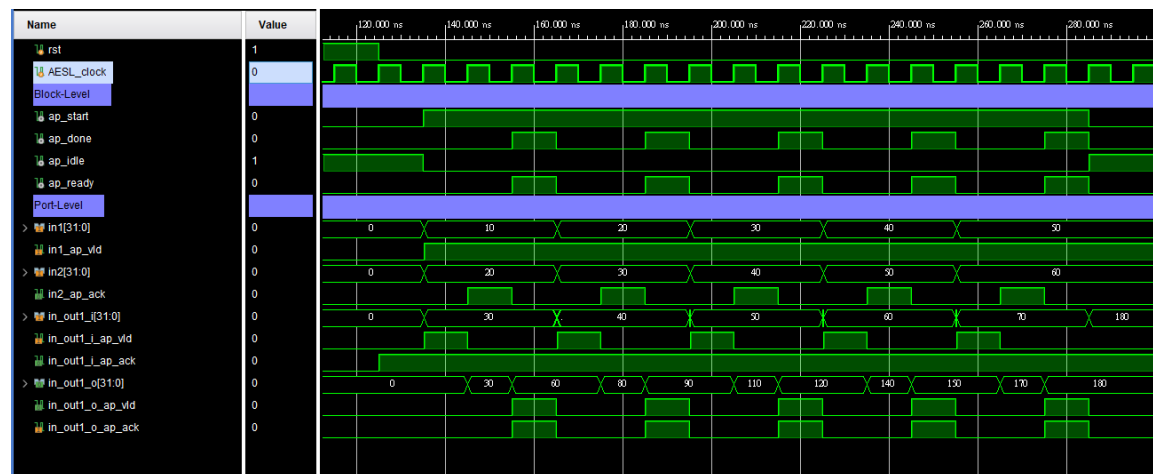 Name Value 120.000 ns 140.000 ns 160.000 ns 180.000 ns 200.000 ns 220.000 ns 240.000 ns 260.000 ns 280.000 ns
rst 1
AESL_clock 0
Block-Level
ap_start 0
ap_done 0
ap_idle 1
ap_ready 0
Port-Level
in1[31:0] 0 0 10 20 30 40 50
in1_ap_vld 0
in2[31:0] 0 0 20 30 40 50 60
in2_ap_ack 0
in_out1_i[31:0] 0 0 30 40 50 60 70 180
in_out1_i_ap_vld 0
in_out1_i_ap_ack 0
in_out1_o[31:0] 0 0 30 60 80 90 110 120 140 150 170 180
in_out1_o_ap_vld 0
in_out1_o_ap_ack 0